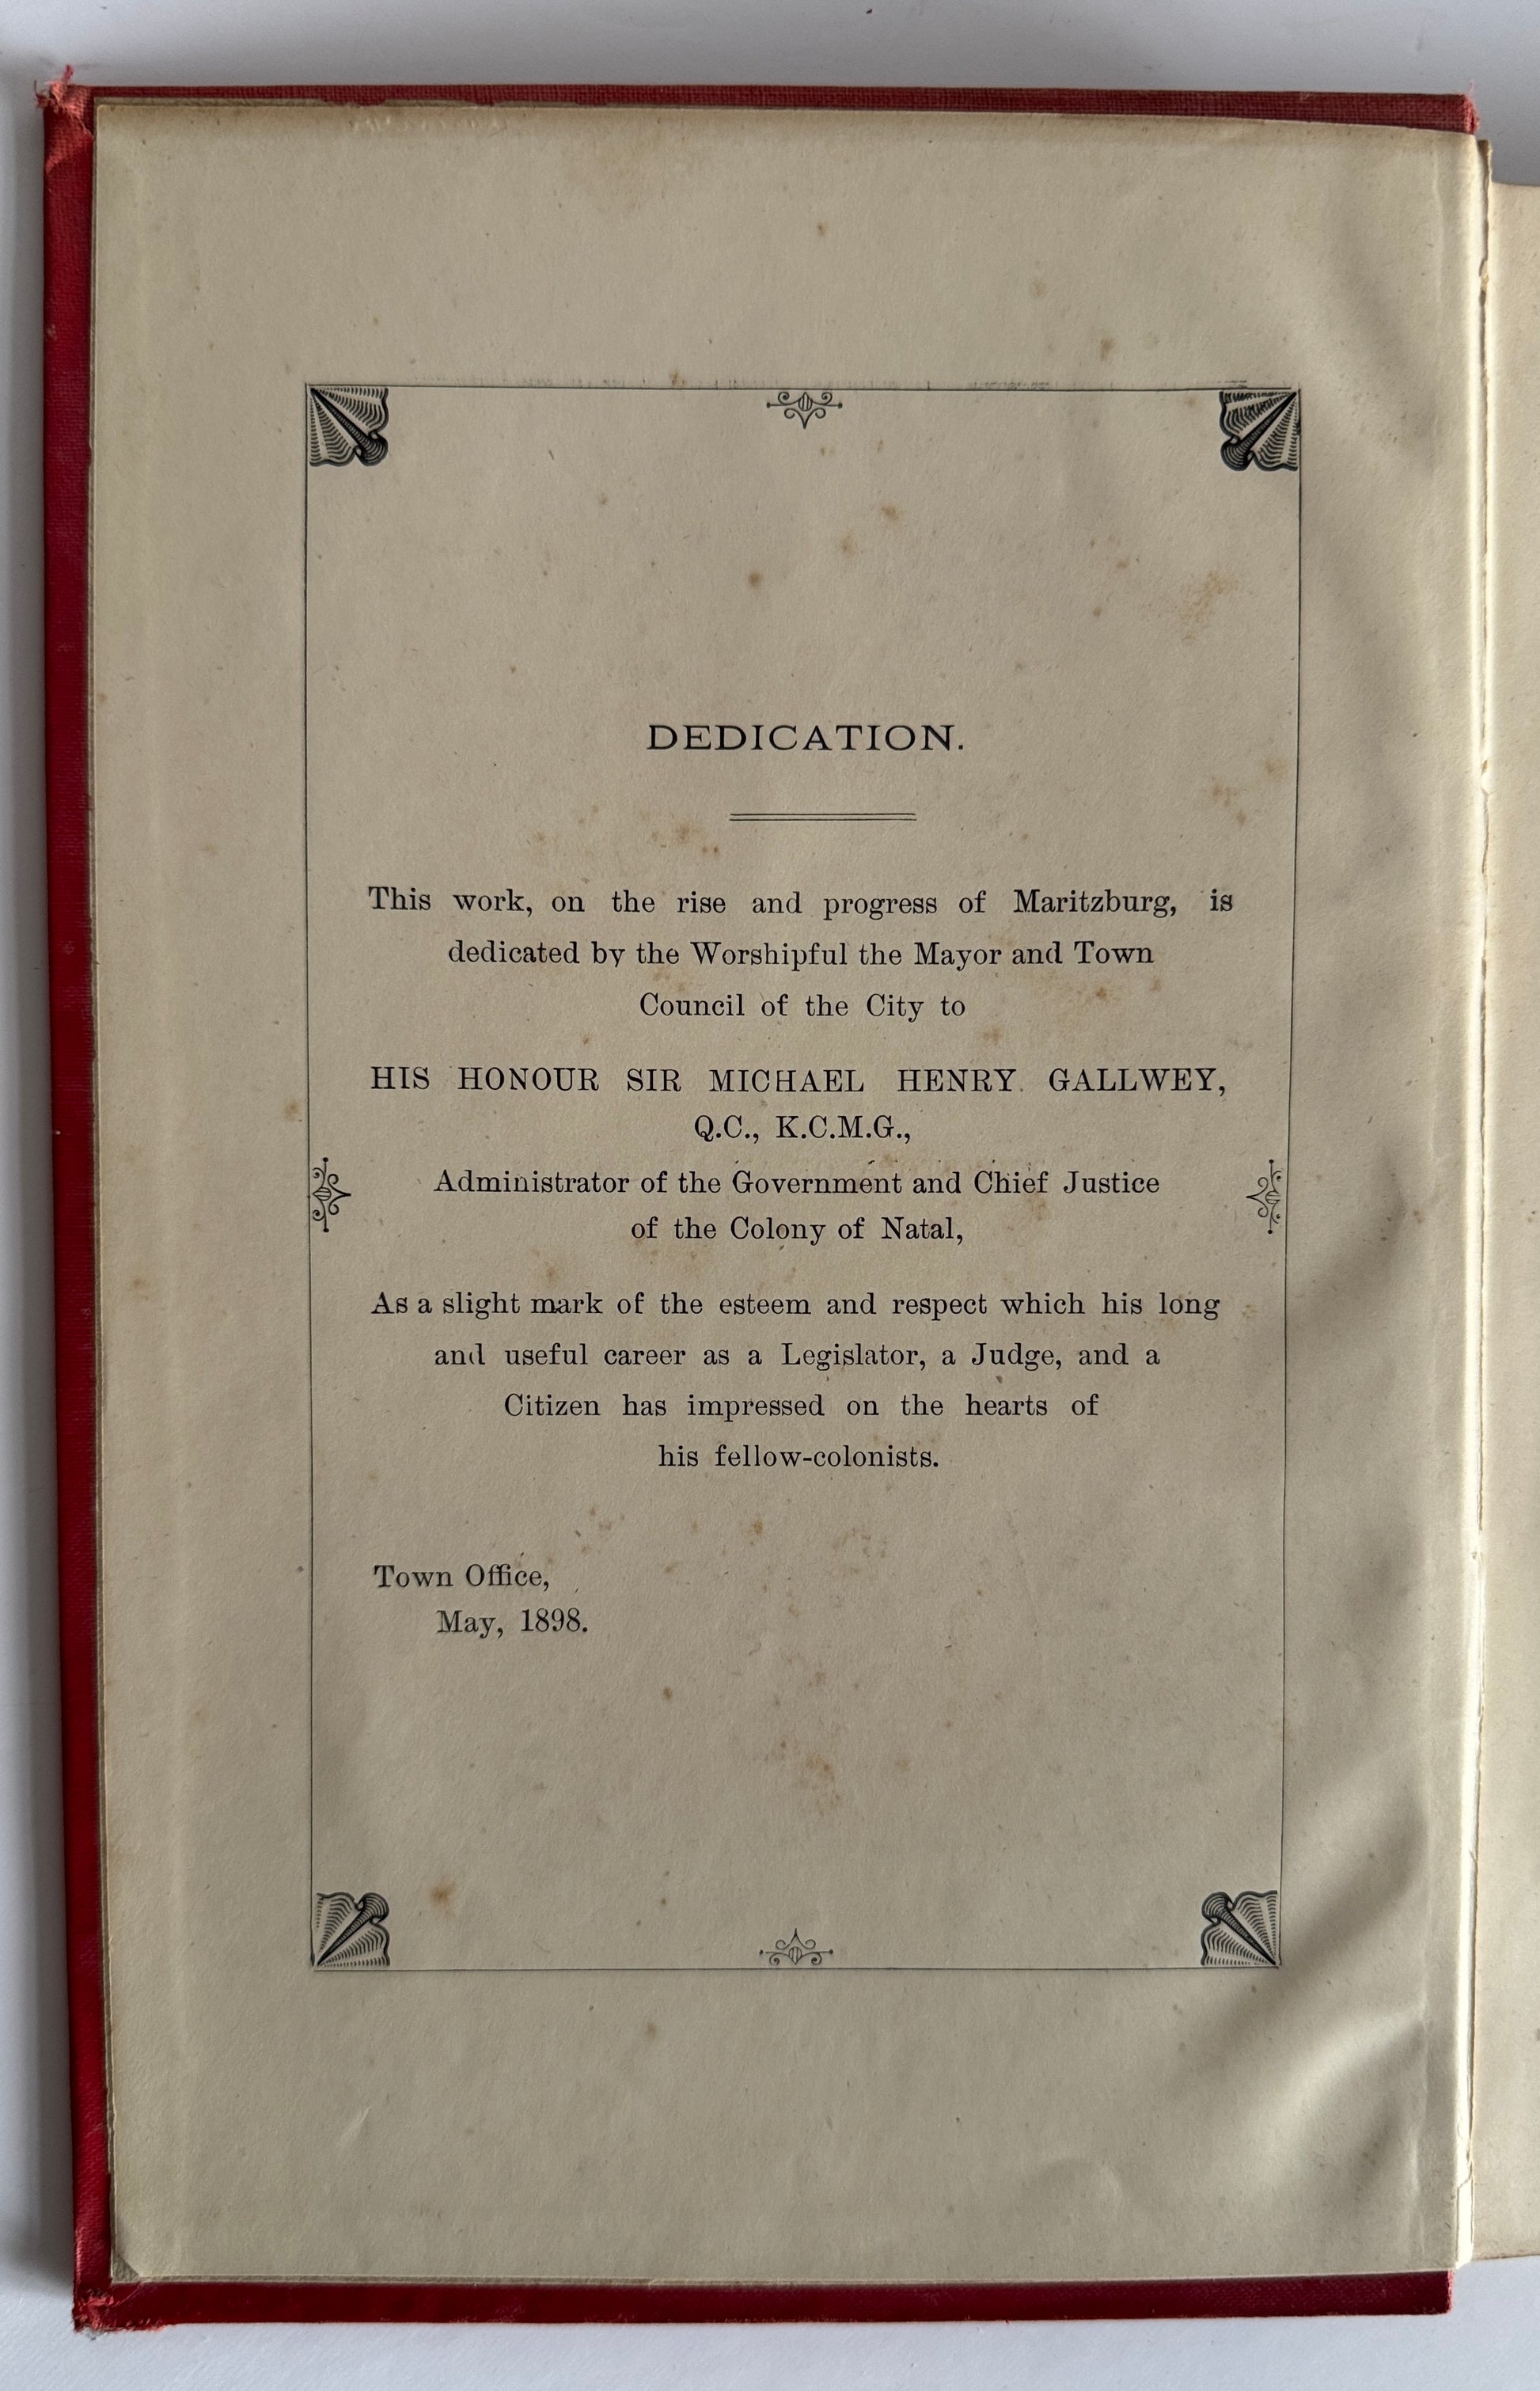 DEDICATION.
This work, on the rise and progress of Maritzburg, is
dedicated by the Worshipful the Mayor and Town
Council of the City to
HIS HONOUR SIR MICHAEL HENRY GALLWEY,
Q.C., K.C.M.G.,
Administrator of the Government and Chief Justice
of the Colony of Natal,
As a slight mark of the esteem and respect which his long
and useful career as a Legislator, a Judge, and a
Citizen has impressed on the hearts of
his fellow-colonists.
Town Office,
May, 1898.